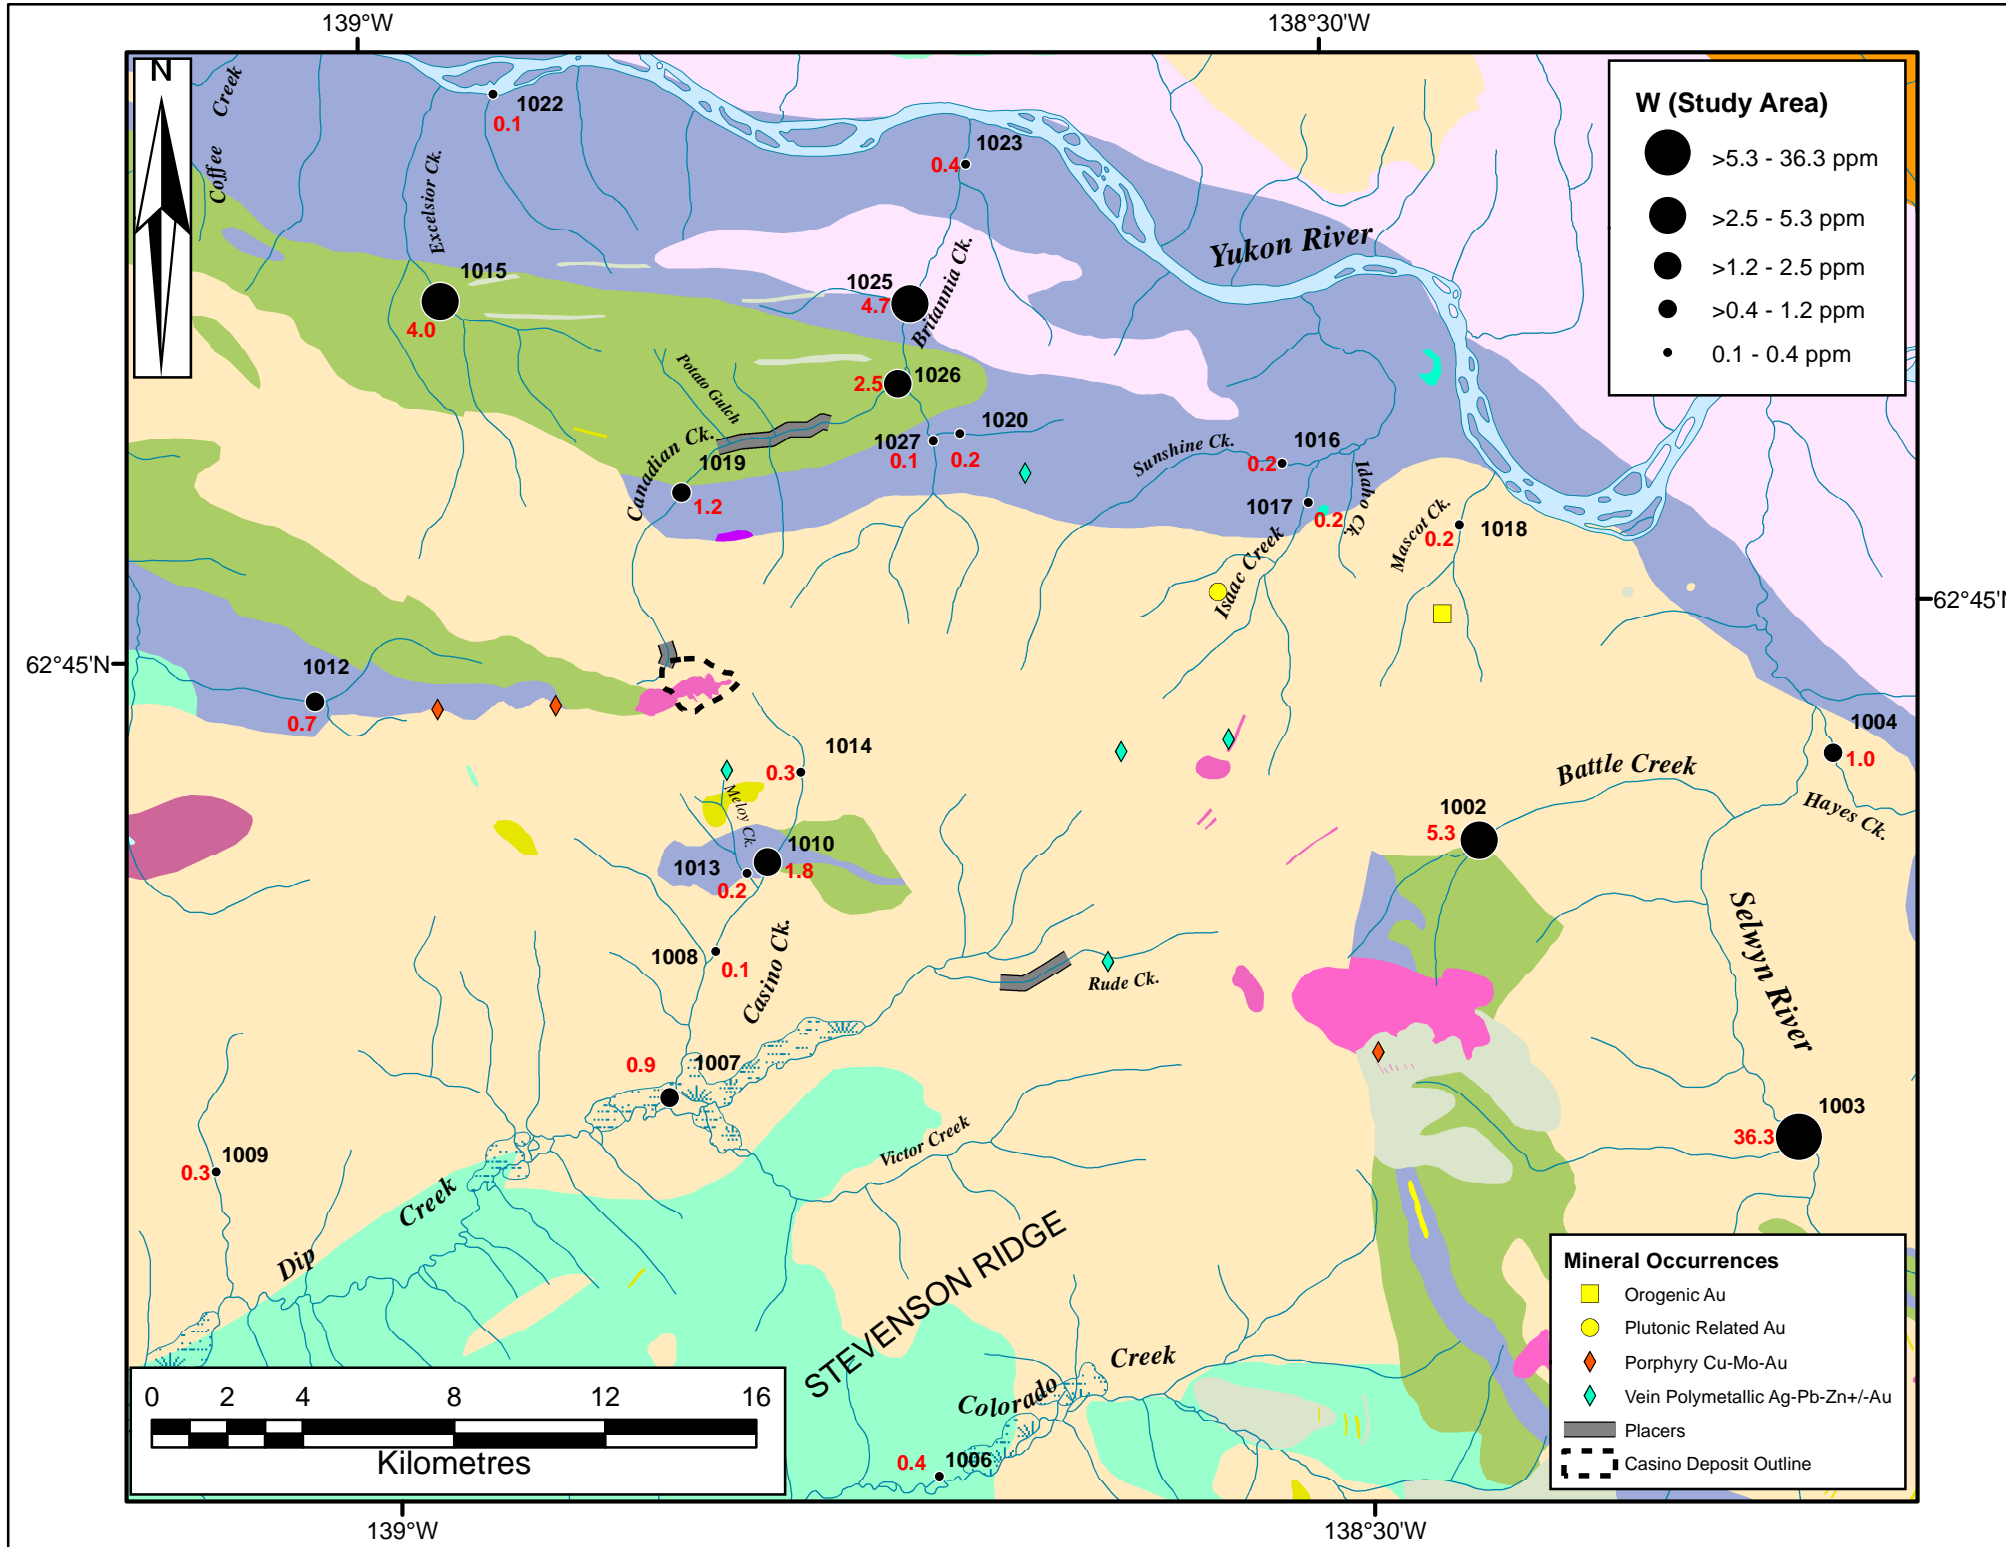 139°W
138°30'W
N
Coffee Creek
1022
0.1
Excelsior Ck.
1023
0.4
W (Study Area)
>5.3 - 36.3 ppm
>2.5 - 5.3 ppm
>1.2 - 2.5 ppm
>0.4 - 1.2 ppm
0.1 - 0.4 ppm
Yukon River
1015
4.0
1025
4.7
Britannia Ck.
1026
2.5
Potato Gulch
Canadian Ck.
1019
1.2
1027
0.1
1020
0.2
Sunshine Ck.
1016
0.2
Idaho Ck.
1017
0.2
Isaac Creek
Mascot Ck.
1018
0.2
62°45'N
62°45'N
1012
0.7
1014
0.3
Meloy Ck.
1010
1.8
1013
0.2
1004
1.0
Battle Creek
Hayes Ck.
1002
5.3
Selwyn River
1008
0.1
Casino Ck.
Rude Ck.
0.9
1007
1003
36.3
1009
0.3
Victor Creek
Dip Creek
STEVENSON RIDGE
Colorado Creek
1006
0.4
Mineral Occurrences
Orogenic Au
Plutonic Related Au
Porphyry Cu-Mo-Au
Vein Polymetallic Ag-Pb-Zn+/-Au
Placers
Casino Deposit Outline
0 2 4 8 12 16
Kilometres
139°W
138°30'W